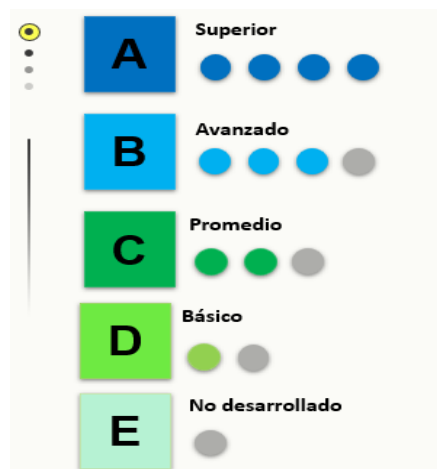 A
Superior
B
Avanzado
C
Promedio
D
Básico
E
No desarrollado